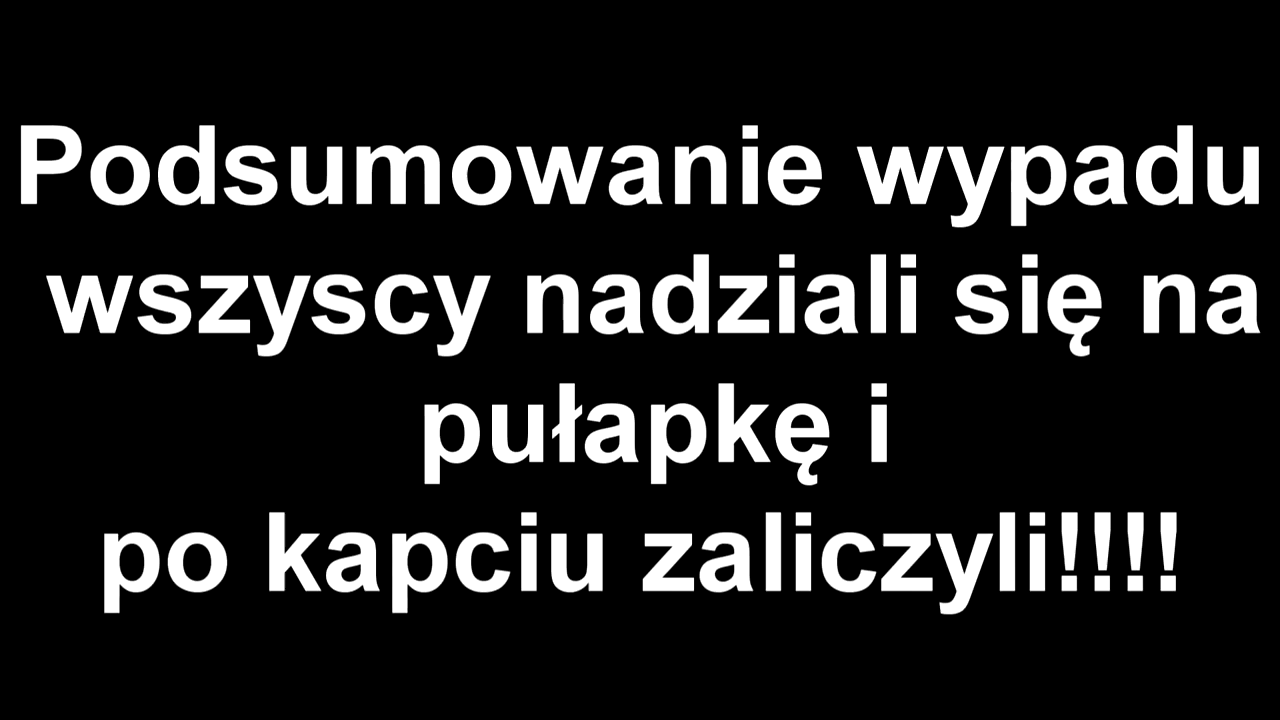 Podsumowanie wypadu
wszyscy nadziali się na
pułapkę i
po kapciu zaliczyli!!!!